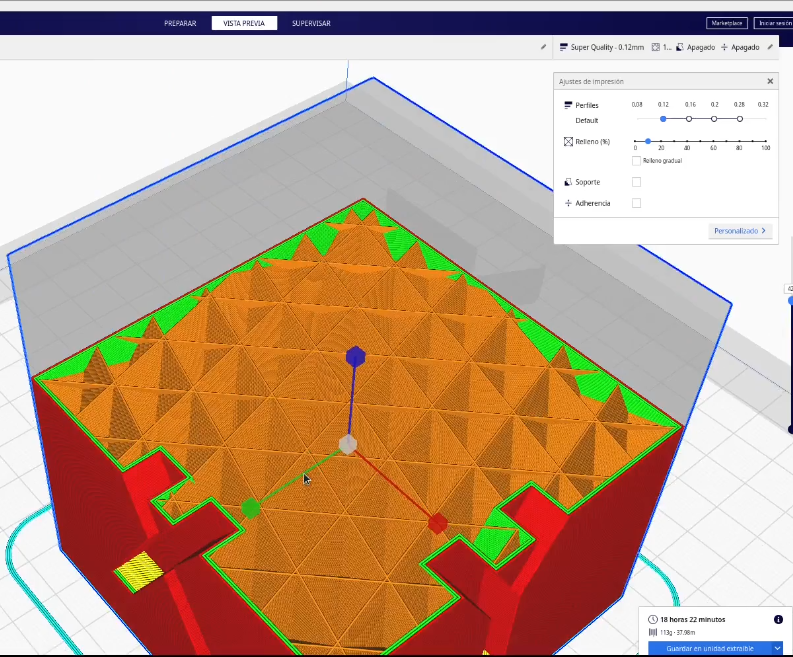 PREPARAR VISTA PREVIA SUPERVISAR Marketplace Iniciar sesión
Super Quality - 0.12mm 1... Apagado Apagado
Ajustes de impresión
Perfiles 0.08 0.12 0.16 0.2 0.28 0.32
Default
Relleno (%)
0 20 40 60 80 100
Relleno gradual
Soporte
Adherencia
Personalizado
18 horas 22 minutos
113g · 37.98m
Guardar en unidad extraíble